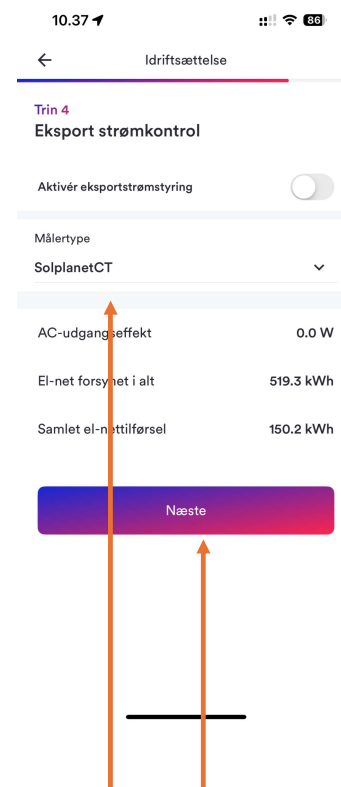 10.37
86
Idriftsættelse
Trin 4
Eksport strømkontrol
Aktivér eksportstrømstyring
Målertype
SolplanetCT
AC-udgangseffekt 0.0 W
El-net forsynet i alt 519.3 kWh
Samlet el-nettilførsel 150.2 kWh
Næste